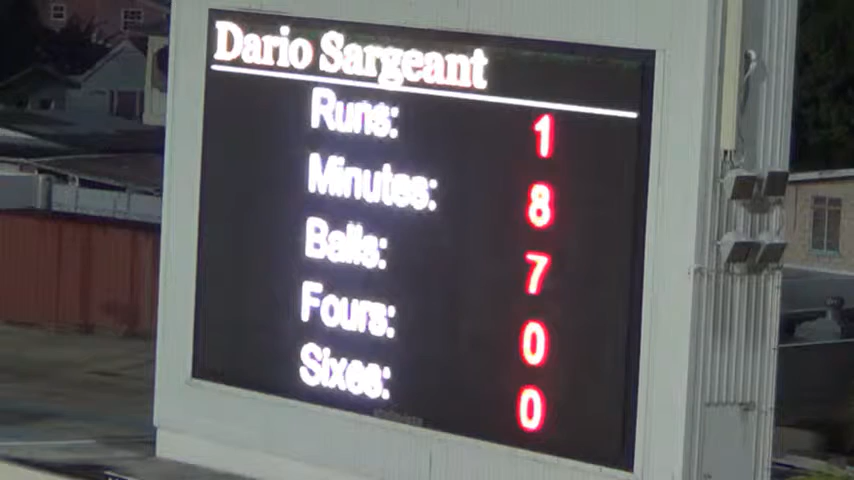 Dario Sargeant
Runs: 1
Minutes: 8
Balls: 7
Fours: 0
Sixes: 0